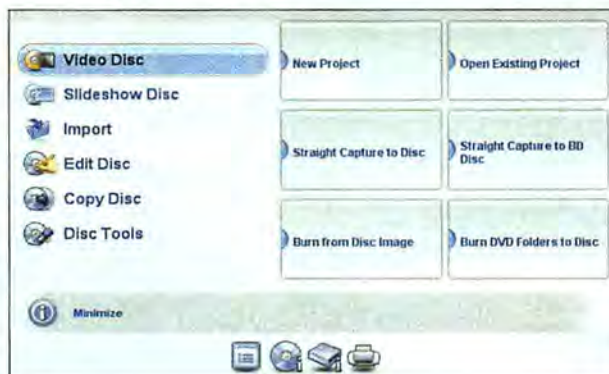 Video Disc
Slideshow Disc
Import
Edit Disc
Copy Disc
Disc Tools
New Project
Open Existing Project
Straight Capture to Disc
Straight Capture to BD
Disc
Burn from Disc Image
Burn DVD Folders to Disc
Minimize